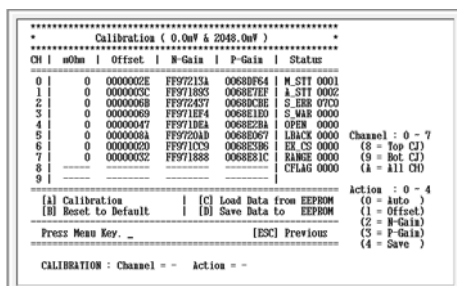 ******************************************************
* Calibration ( 0.0mV & 2048.0mV ) *
******************************************************
CH | mOhm | Offset | N-Gain | P-Gain | Status
0 | 0 0000002E FF97213A 0068DF64 | M_STT 0001
1 | 0 0000003C FF971893 0068E7EF | A_STT 0002
2 | 0 0000006B FF972437 0068DCBE | S_ERR 07C0
3 | 0 00000069 FF971EF4 0068E1E0 | S_WAR 0000
4 | 0 00000047 FF971DEA 0068E2BA | OPEN 0000
5 | 0 0000008A FF9720AD 0068E067 | LBACK 0000 Channel : 0 - 7
6 | 0 00000020 FF971CC9 0068E3B6 | EX_CS 0000 (8 = Top CJ)
7 | 0 00000032 FF971888 0068E81C | RANGE 0000 (9 = Bot CJ)
8 | ----- ----- ----- ----- | CFLAG 0000 (A = All CH)
9 | ----- ----- ----- ----- |
Action : 0 - 4
[A] Calibration | [C] Load Data from EEPROM (0 = Auto )
[B] Reset to Default | [D] Save Data to EEPROM (1 = Offset)
(2 = N-Gain)
Press Menu Key. _ [ESC] Previous (3 = P-Gain)
(4 = Save )
CALIBRATION : Channel = - Action = -